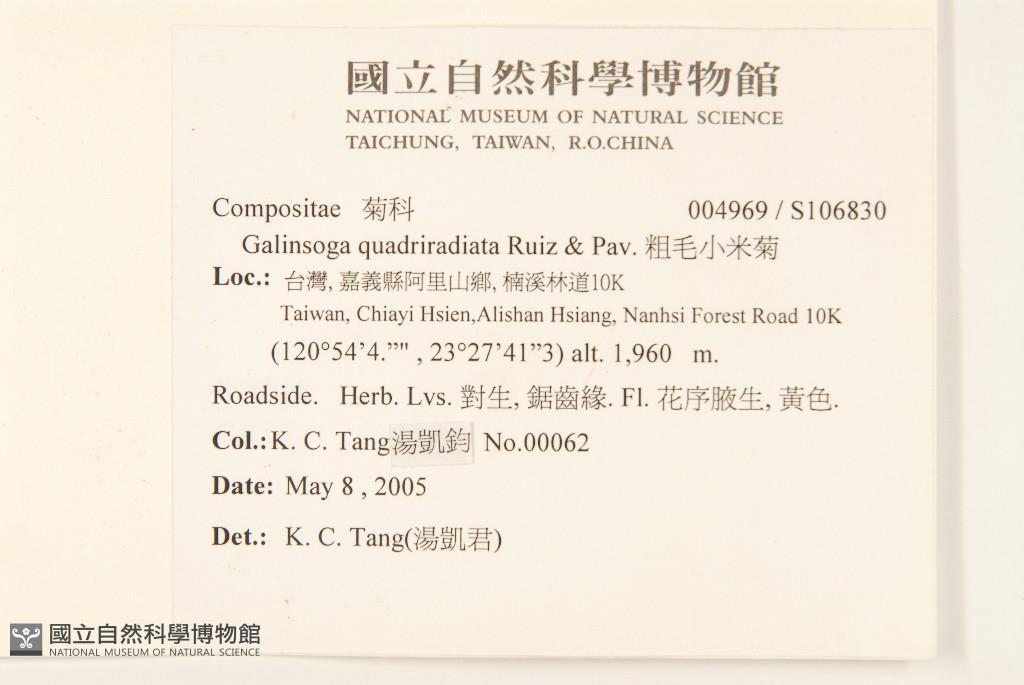 國立自然科學博物館
NATIONAL MUSEUM OF NATURAL SCIENCE
TAICHUNG, TAIWAN, R.O.CHINA
Compositae 菊科 004969 / S106830
Galinsoga quadriradiata Ruiz & Pav. 粗毛小米菊
Loc.: 台灣, 嘉義縣阿里山鄉, 楠溪林道10K
Taiwan, Chiayi Hsien,Alishan Hsiang, Nanhsi Forest Road 10K
(120°54’4.”" , 23°27’41”3) alt. 1,960 m.
Roadside. Herb. Lvs. 對生, 鋸齒緣. Fl. 花序腋生, 黃色.
Col.:K. C. Tang湯凱鈞 No.00062
Date: May 8 , 2005
Det.: K. C. Tang(湯凱君)
國立自然科學博物館
NATIONAL MUSEUM OF NATURAL SCIENCE